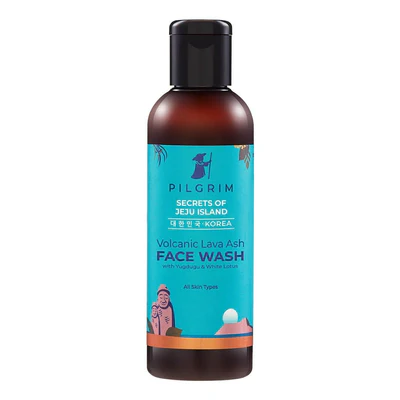 PILGRIM
SECRETS OF
JEJU ISLAND
대한민국·KOREA
Volcanic Lava Ash
FACE WASH
with Yugdugu & White Lotus
All Skin Types